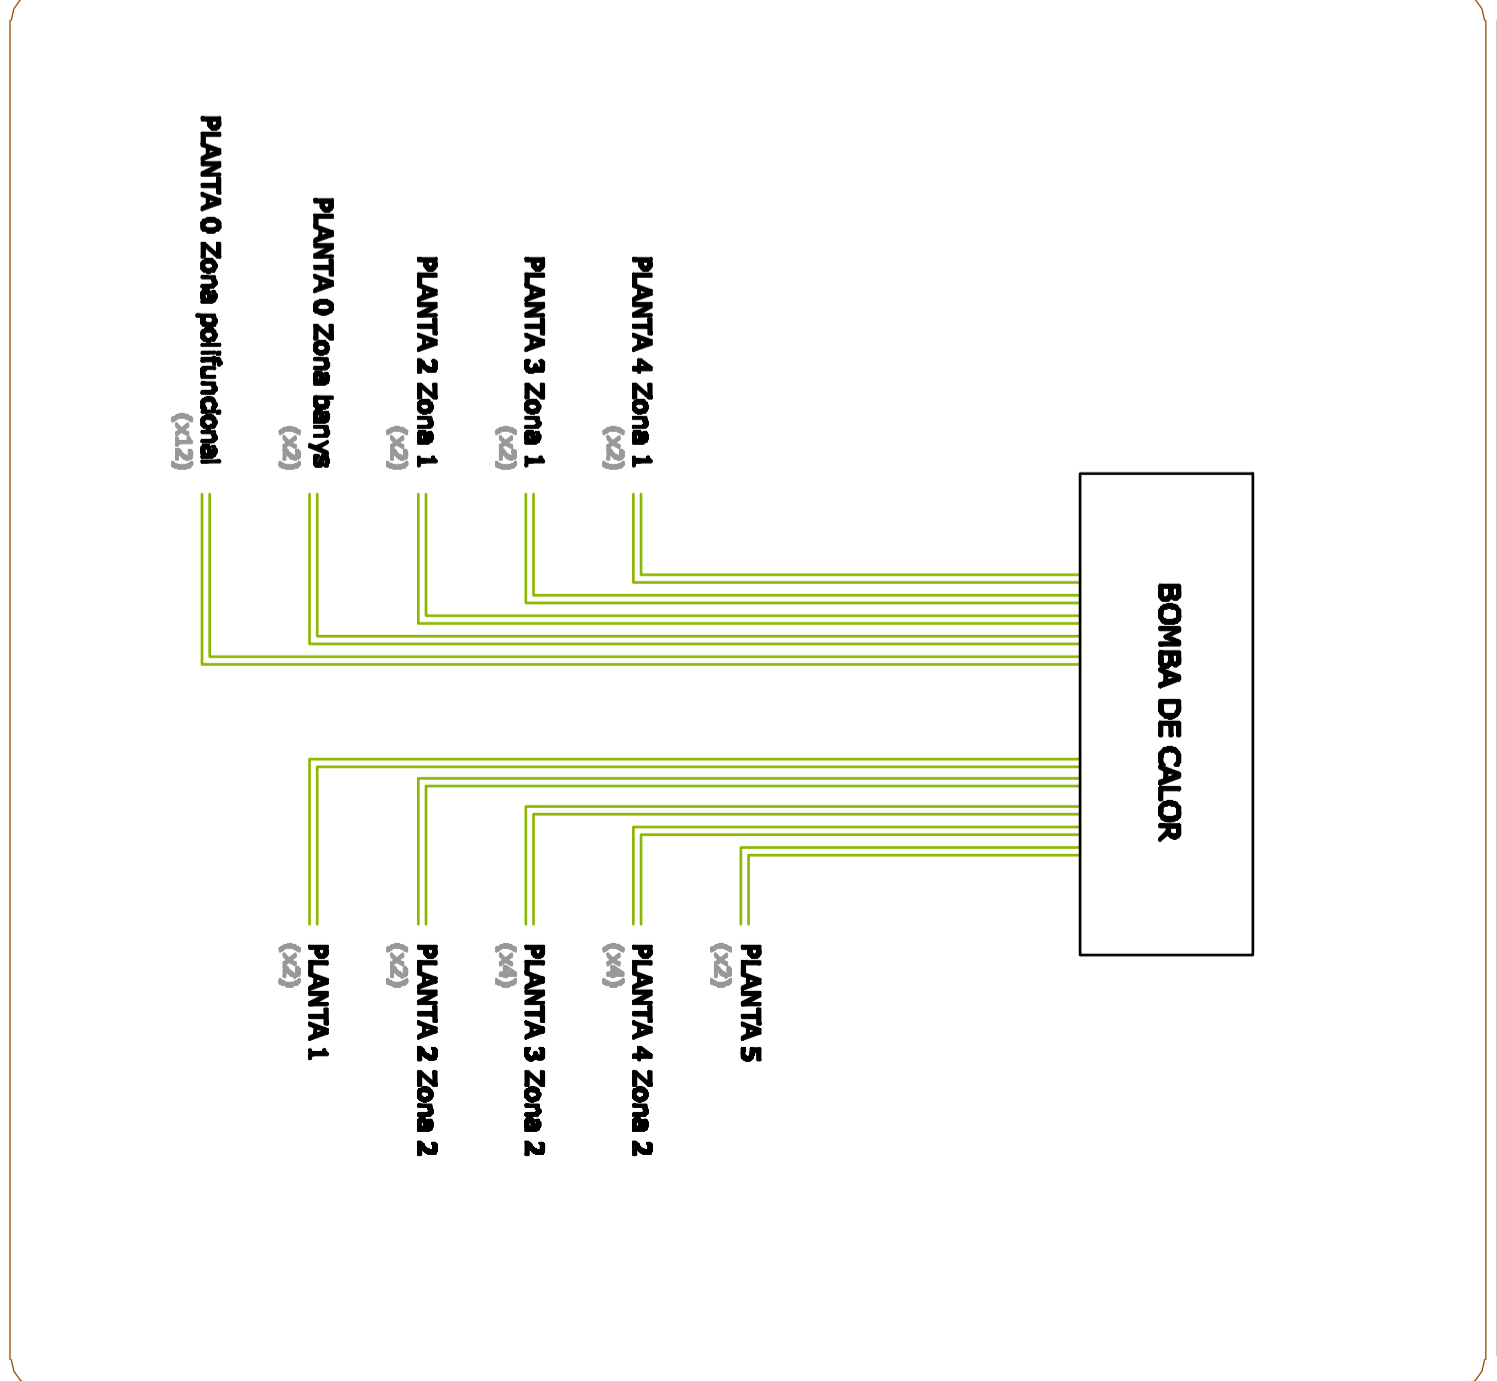 BOMBA DE CALOR
PLANTA 5
(x2)
PLANTA 4 Zona 1
(x2)
PLANTA 4 Zona 2
(x4)
PLANTA 3 Zona 1
(x2)
PLANTA 3 Zona 2
(x4)
PLANTA 2 Zona 1
(x2)
PLANTA 2 Zona 2
(x2)
PLANTA 0 Zona banys
(x2)
PLANTA 1
(x2)
PLANTA 0 Zona polifuncional
(x12)